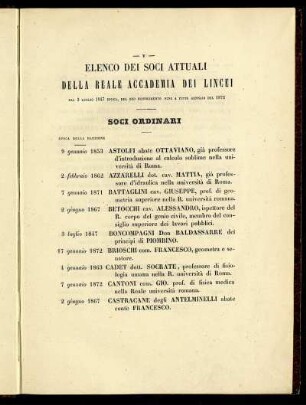 — v —
ELENCO DEI SOCI ATTUALI
DELLA REALE ACCADEMIA DEI LINCEI
DAL 3 LUGLIO 1847 EPOCA, DEL SUO RISORGIMENTO, FINO A TUTTO GENNAIO DEL 1872
SOCI ORDINARI
EPOCA DELLA ELEZIONE
9 gennaio 1853 ASTOLFI abate OTTAVIANO, già professore
d'introduzione al calcolo sublime nella uni-
versità di Roma.
2 febbraio 1862 AZZARELLI dot. cav. MATTIA, già profes-
sore d'idraulica nella università di Roma.
7 gennaio 1871 BATTAGLINI cav. GIUSEPPE, prof. di geo-
metria superiore nella R. università romana.
2 giugno 1867 BETOCCHI cav. ALESSANDRO, ispettore del
R. corpo del genio civile, membro del con-
siglio superiore dei lavori pubblici.
3 luglio 1847 BONCOMPAGNI Don BALDASSARRE dei
principi di PIOMBINO.
17 gennaio 1872 BRIOSCHI com. FRANCESCO, geometra e se-
natore.
4 gennaio 1863 CADET dott. SOCRATE, professore di fisio-
logia umana nella R. università di Roma.
7 gennaio 1872 CANTONI cav. GIO. prof. di fisica medica
nella Reale università romana.
2 giugno 1867 CASTRACANE degli ANTELMINELLI abate
conte FRANCESCO.